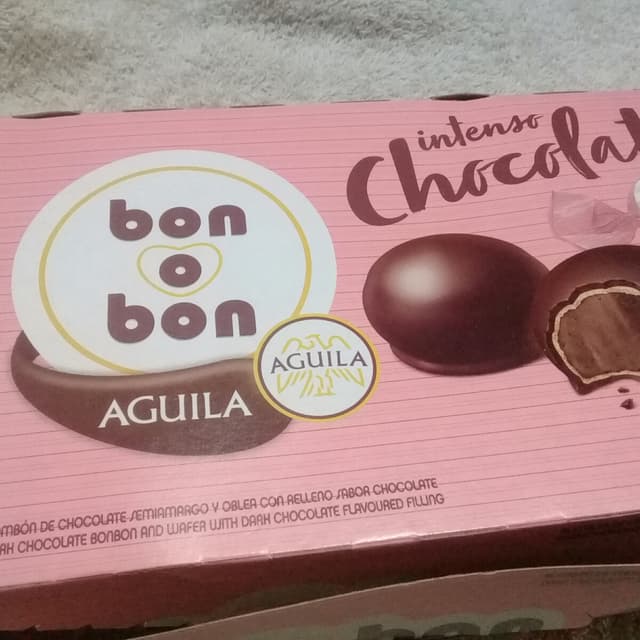 bon
o
bon
AGUILA
AGUILA
intenso
Chocolat
BOMBÓN DE CHOCOLATE SEMIAMARGO Y OBLEA CON RELLENO SABOR CHOCOLATE
CHOCOLATE BONBON AND WAFER WITH DARK CHOCOLATE FLAVOURED FILLING